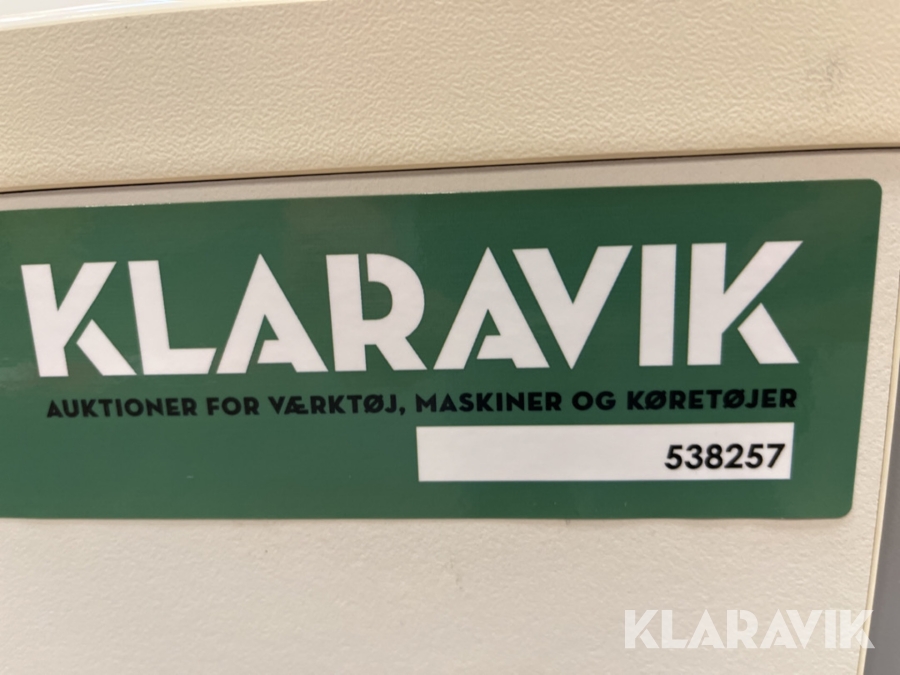 KLARAVIK
AUKTIONER FOR VÆRKTØJ, MASKINER OG KØRETØJER
538257
KLARAVIK